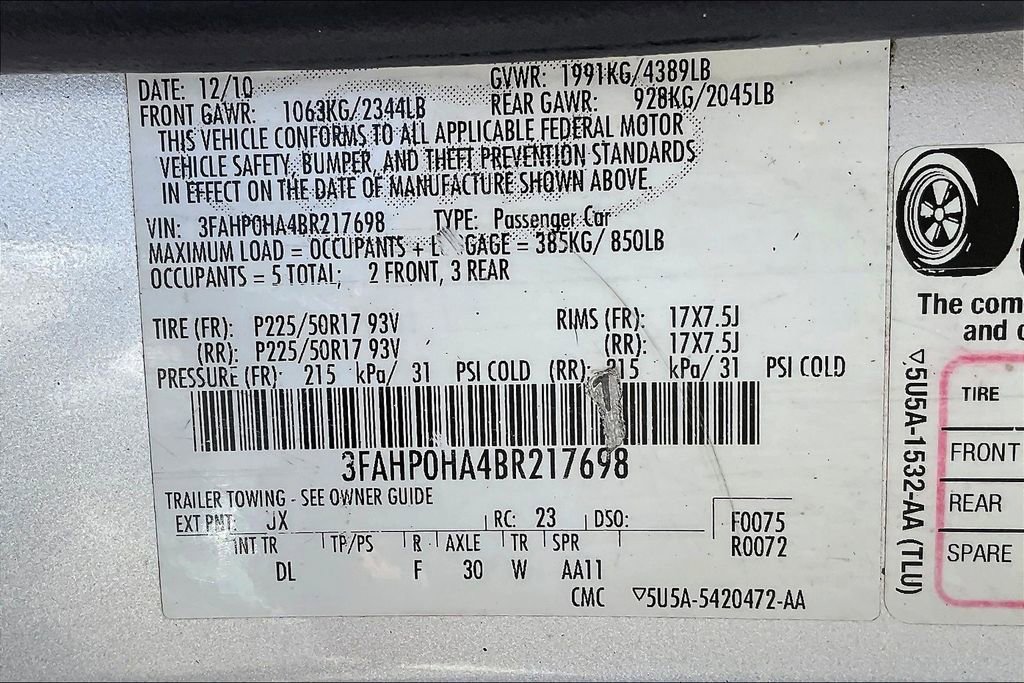 DATE: 12/10 GVWR: 1991KG/4389LB
FRONT GAWR: 1063KG/2344LB REAR GAWR: 928KG/2045LB
THIS VEHICLE CONFORMS TO ALL APPLICABLE FEDERAL MOTOR
VEHICLE SAFETY, BUMPER, AND THEFT PREVENTION STANDARDS
IN EFFECT ON THE DATE OF MANUFACTURE SHOWN ABOVE.
VIN: 3FAHP0HA4BR217698 TYPE: Passenger Car
MAXIMUM LOAD = OCCUPANTS + L GAGE = 385KG/ 850LB
OCCUPANTS = 5 TOTAL; 2 FRONT, 3 REAR
TIRE (FR): P225/50R17 93V RIMS (FR): 17X7.5J
(RR): P225/50R17 93V (RR): 17X7.5J
PRESSURE (FR): 215 kPa/ 31 PSI COLD (RR): 215 kPa/ 31 PSI COLD
3FAHP0HA4BR217698
TRAILER TOWING - SEE OWNER GUIDE
EXT PNT: JX RC: 23 DSO: F0075
INT TR TP/PS R AXLE TR SPR R0072
DL F 30 W AA11
CMC ▽5U5A-5420472-AA
▽5U5A-1532-AA (TLU)
The com
and c
TIRE
FRONT
REAR
SPARE